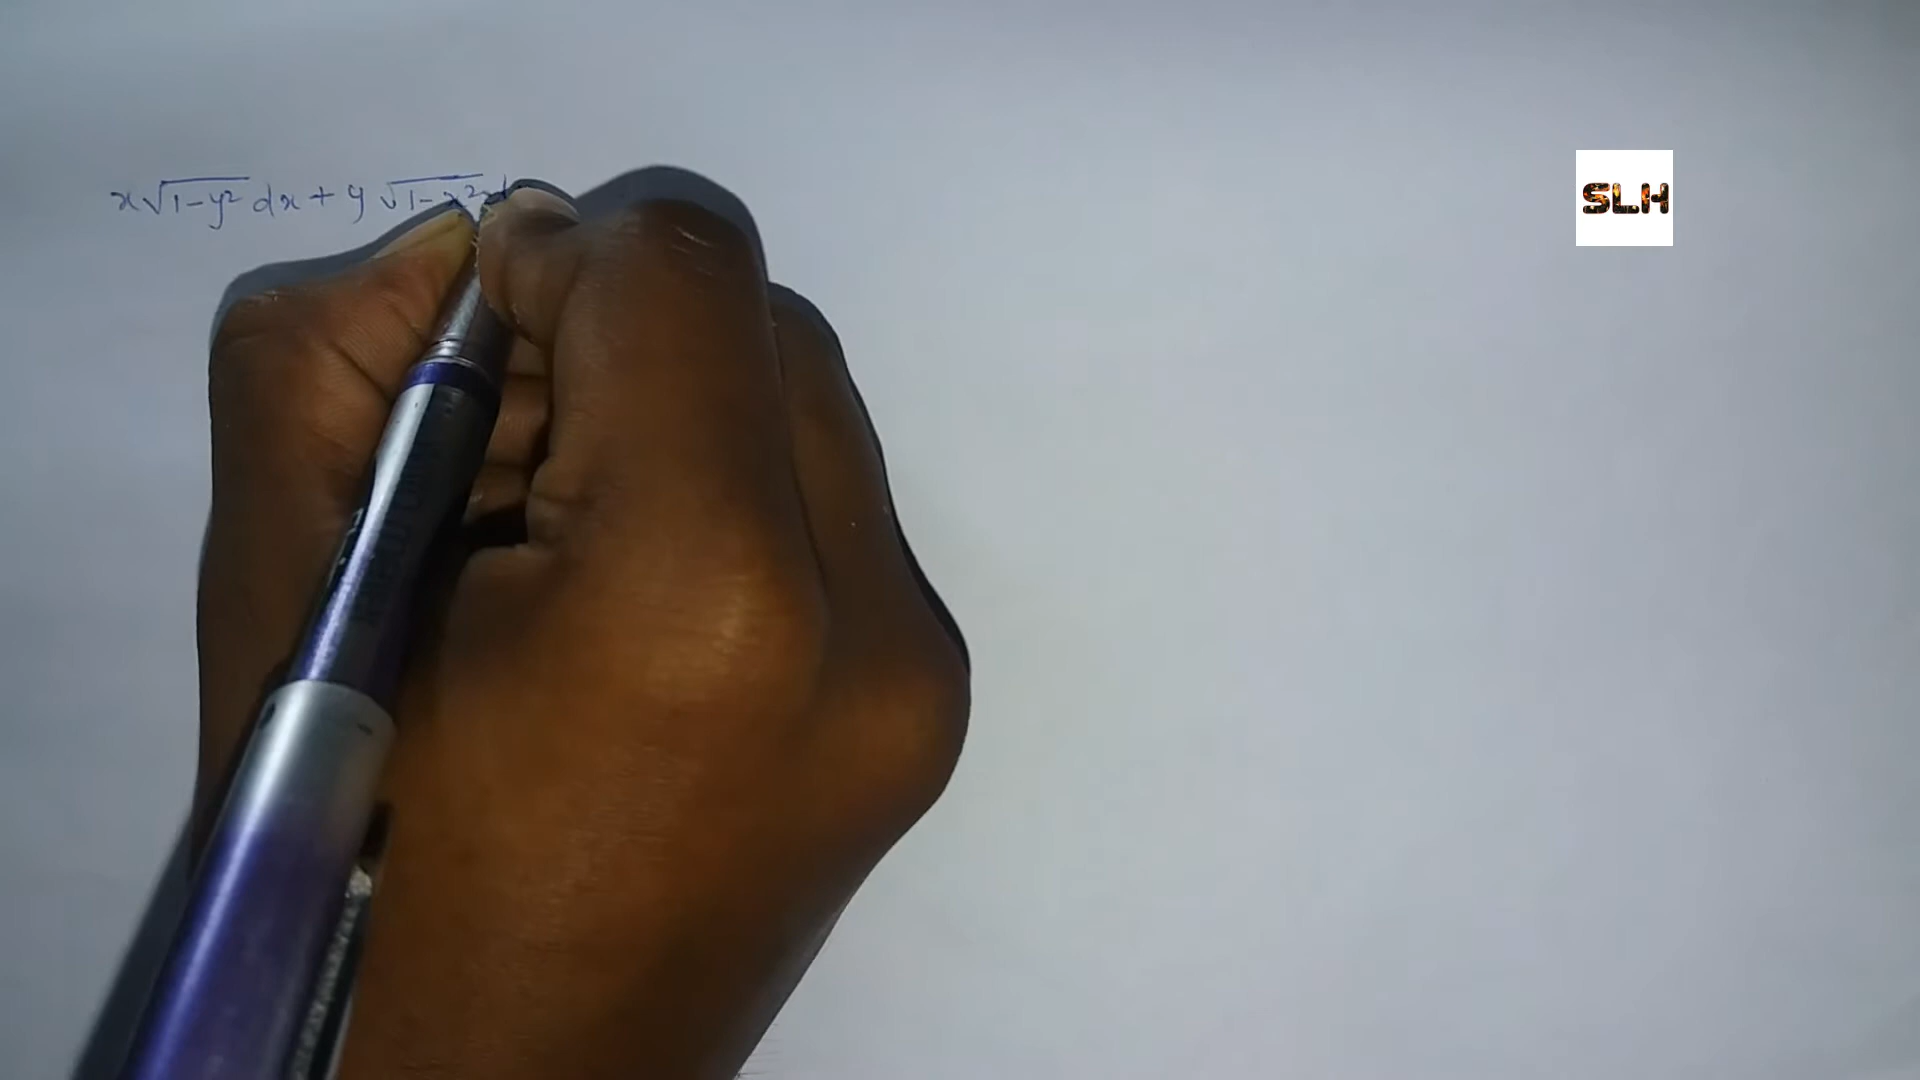 x√1-y² dx + y √1-x² d
SLH